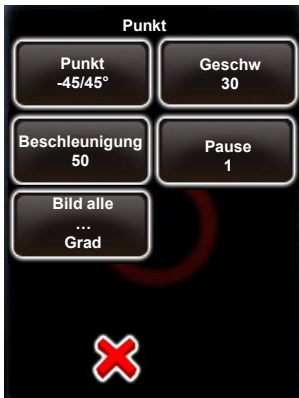 Punkt
Punkt
-45/45°
Geschw
30
Beschleunigung
50
Pause
1
Bild alle
…
Grad